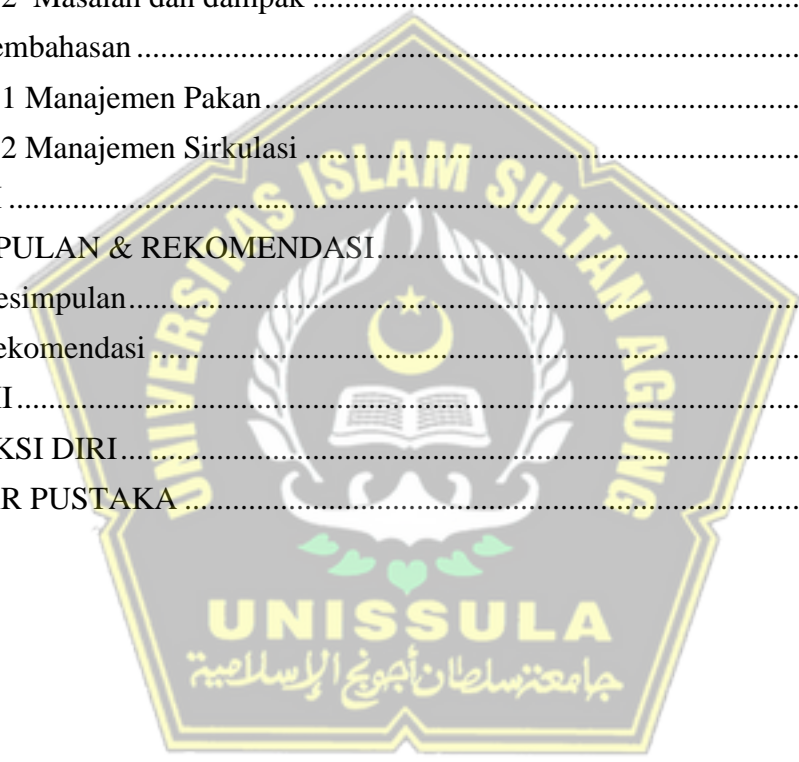 2 Masalah dan dampak ........................................................
embahasan ........................................................
1 Manajemen Pakan ........................................................
2 Manajemen Sirkulasi ........................................................
I ........................................................
PULAN & REKOMENDASI ........................................................
esimpulan ........................................................
ekomendasi ........................................................
II ........................................................
KSI DIRI ........................................................
R PUSTAKA ........................................................
UNIVERSITAS ISLAM SULTAN AGUNG
UNISSULA
جامعة سلطان أجونج الإسلامية